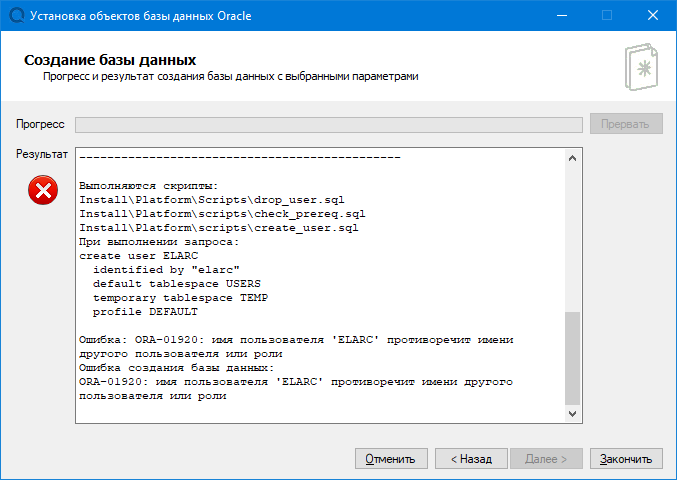 Установка объектов базы данных Oracle
Создание базы данных
Прогресс и результат создания базы данных с выбранными параметрами
Прогресс
Прервать
Результат
----------------------------------------------
Выполняются скрипты:
Install\Platform\Scripts\drop_user.sql
Install\Platform\scripts\check_prereq.sql
Install\Platform\scripts\create_user.sql
При выполнении запроса:
create user ELARC
identified by "elarc"
default tablespace USERS
temporary tablespace TEMP
profile DEFAULT
Ошибка: ORA-01920: имя пользователя 'ELARC' противоречит имени
другого пользователя или роли
Ошибка создания базы данных:
ORA-01920: имя пользователя 'ELARC' противоречит имени другого
пользователя или роли
Отменить
< Назад
Далее >
Закончить